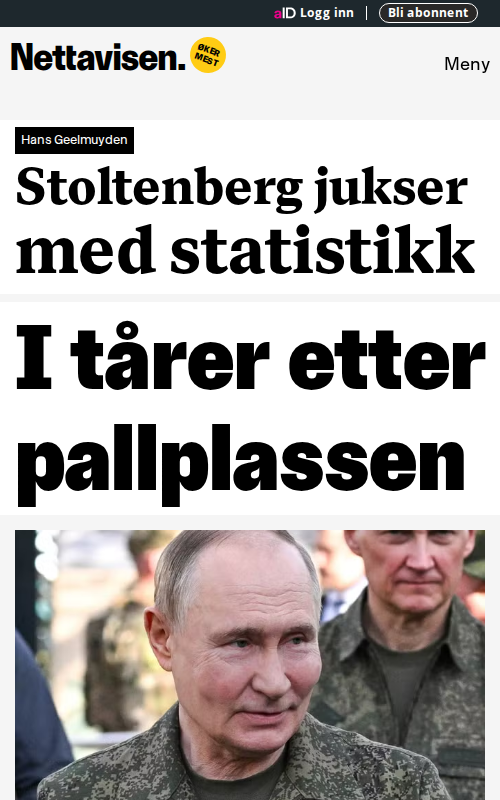 aID Logg inn
Bli abonnent
Nettavisen.
ØKER
MEST
Meny
Hans Geelmuyden
Stoltenberg jukser
med statistikk
I tårer etter
pallplassen